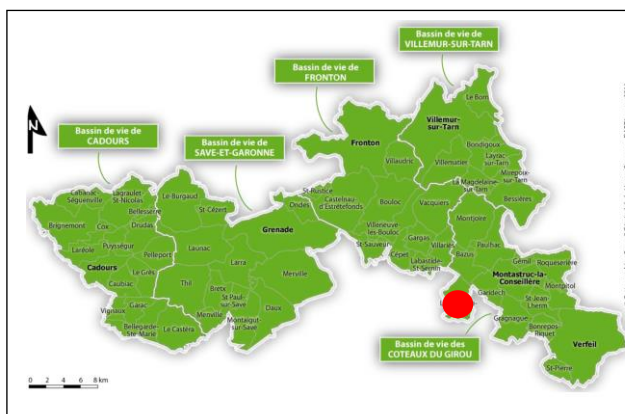 Bassin de vie de
VILLEMUR-SUR-TARN
Bassin de vie de
FRONTON
Bassin de vie de
CADOURS
Bassin de vie de
SAVE-ET-GARONNE
N
Le Born
Villemur-
sur-Tarn
Fronton
Bondigoux
Villaudric
Villematier
Layrac-
sur-Tarn
Mirepoix-
sur-Tarn
La Magdelaine-
sur-Tarn
Bessières
Cabanac
Séguenville
Lagraulet-
St-Nicolas
Le Burgaud
St-Rustice
Bellesserre
St-Cézert
Ondes
Castelnau
d'Estrétefonds
Bouloc
Vacquiers
Brignemont
Cox
Drudas
Grenade
Villeneuve
lès-Bouloc
Montjoire
Puysségur
Launac
Gargas
St-Sauveur
Villariès
Paulhac
Laréole
Pelleport
Larra
Cépet
Labastide-
St-Sernin
Bazus
Gémil
Roquesérière
Cadours
Le Grès
Merville
Montastruc-la-
Conseillère
Caubiac
Thil
Bretx
Montpitol
Garidech
St-Jean-
Lherm
Vignaux
Garac
St Paul-
sur-Save
Daux
Menville
Gragnague
Bellegarde-
Ste-Marie
Le Castéra
Montaigut-
sur-Save
Bonrepos-
Riquet
Verfeil
Bassin de vie des
COTEAUX DU GIROU
St-Pierre
0 2 4 6 8 km